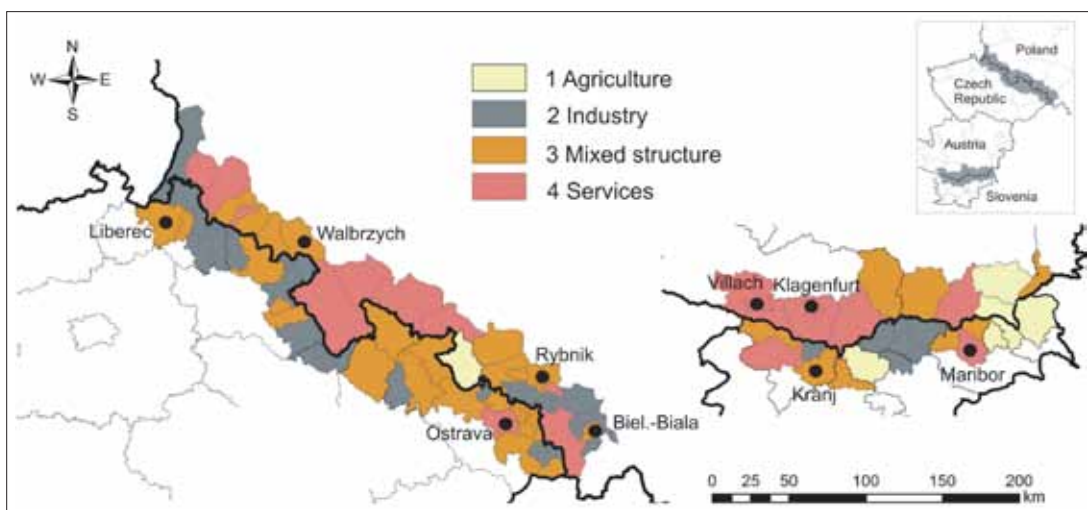 N
W E
S
1 Agriculture
2 Industry
3 Mixed structure
4 Services
Poland
Czech
Republic
Austria
Slovenia
Liberec
Walbrzych
Rybnik
Ostrava
Biel.-Biala
Villach
Klagenfurt
Kranj
Maribor
0 50 100 150 200
km